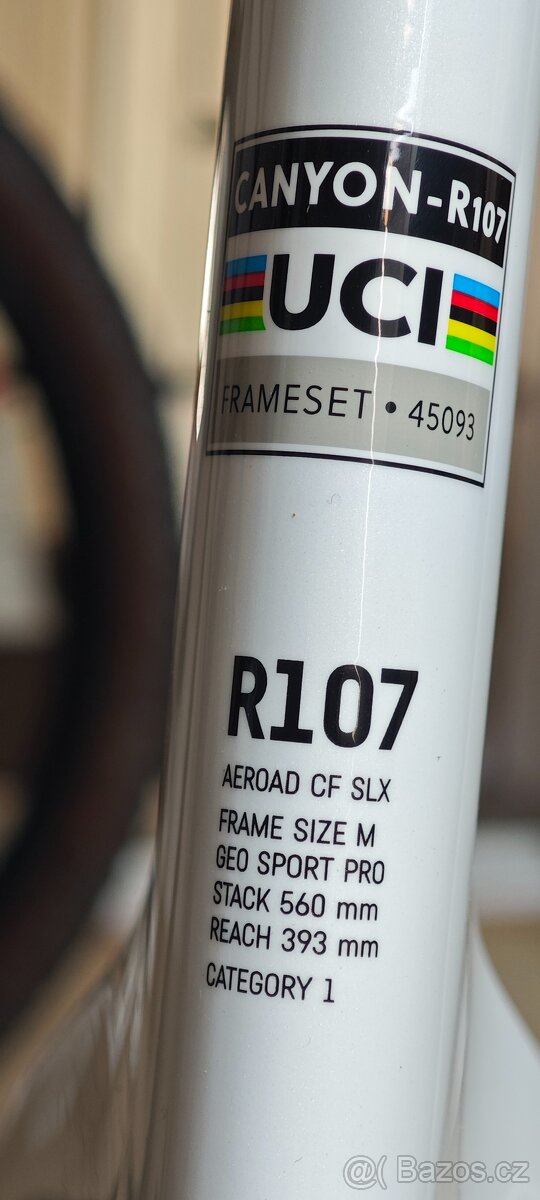 CANYON-R107
UCI
FRAMESET • 45093
R107
AEROAD CF SLX
FRAME SIZE M
GEO SPORT PRO
STACK 560 mm
REACH 393 mm
CATEGORY 1
@ Bazos.cz